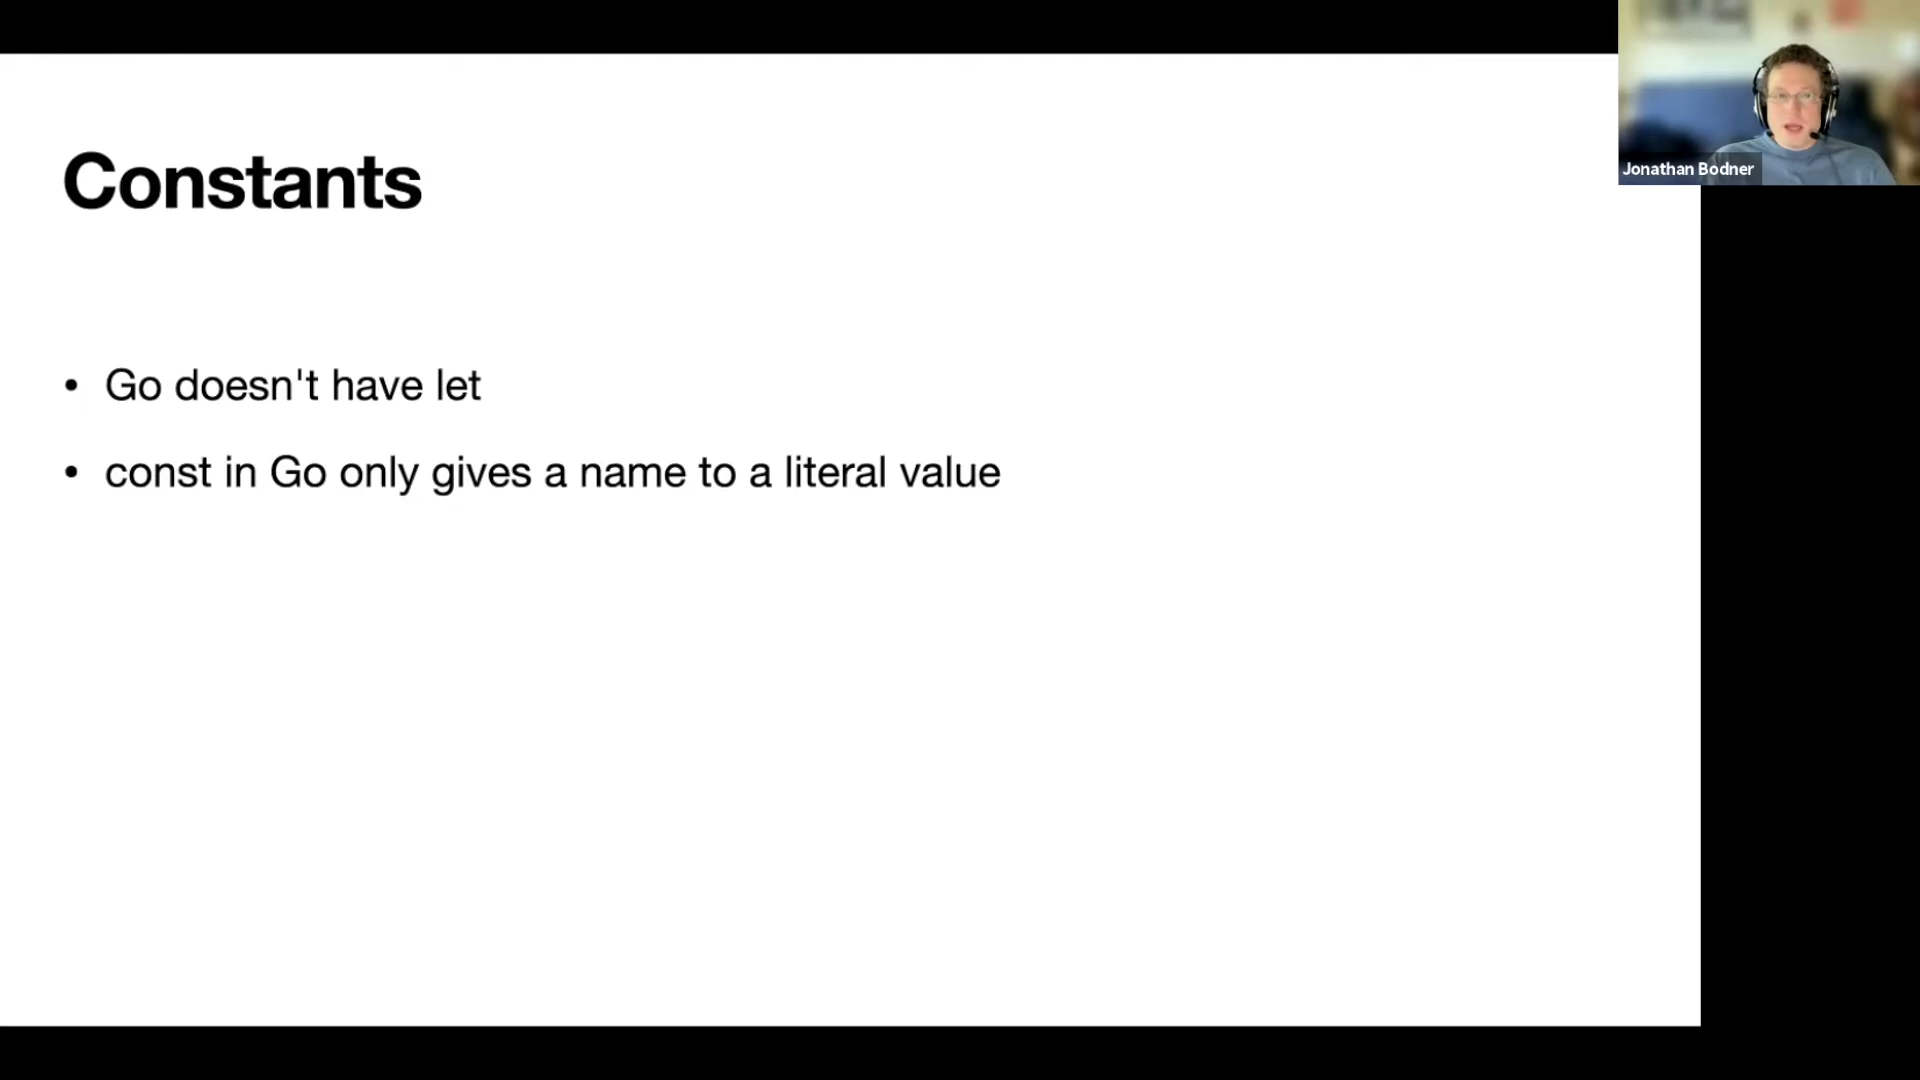 Constants
• Go doesn't have let
• const in Go only gives a name to a literal value
Jonathan Bodner